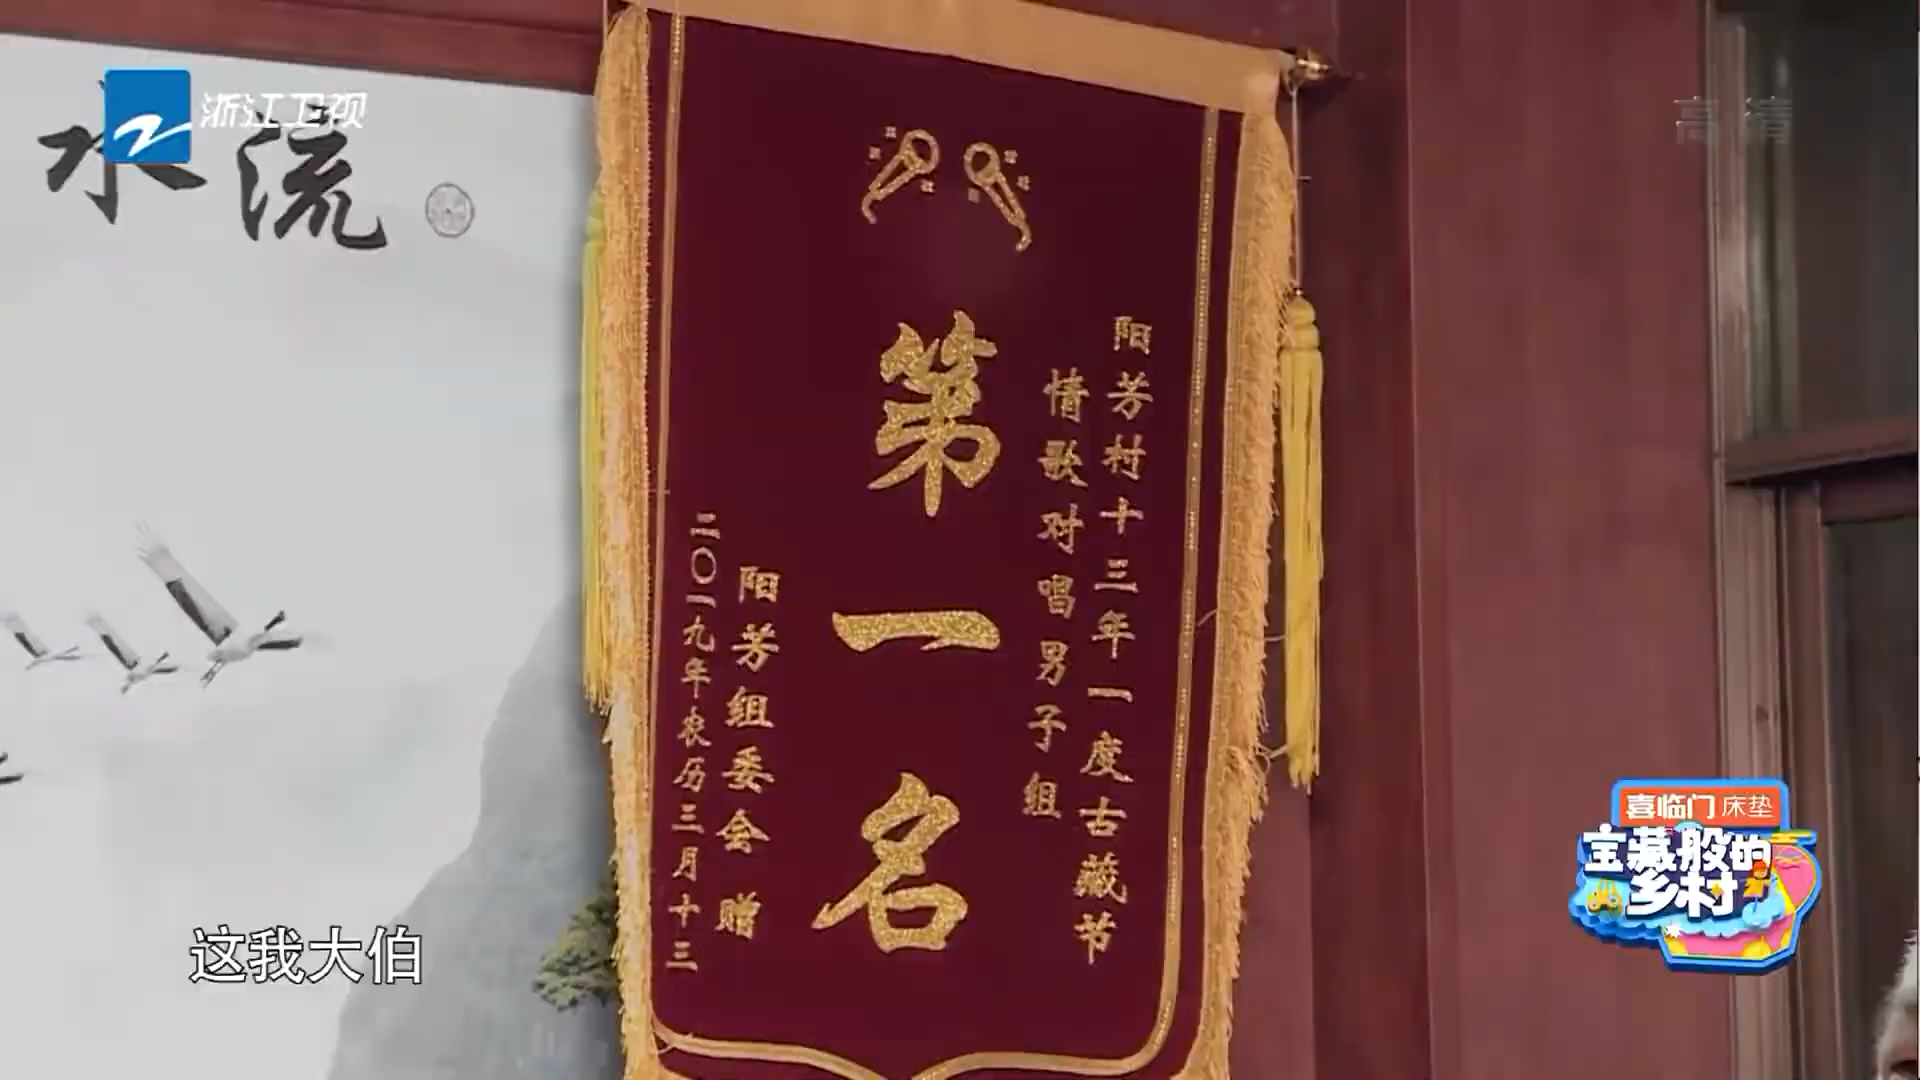 水流
浙江卫视
高清
阳芳村十三年一度古藏节
情歌对唱男子组
第一名
阳芳组委会 赠
二〇一九年农历三月十三
喜临门床垫
宝藏般的
乡村
这我大伯